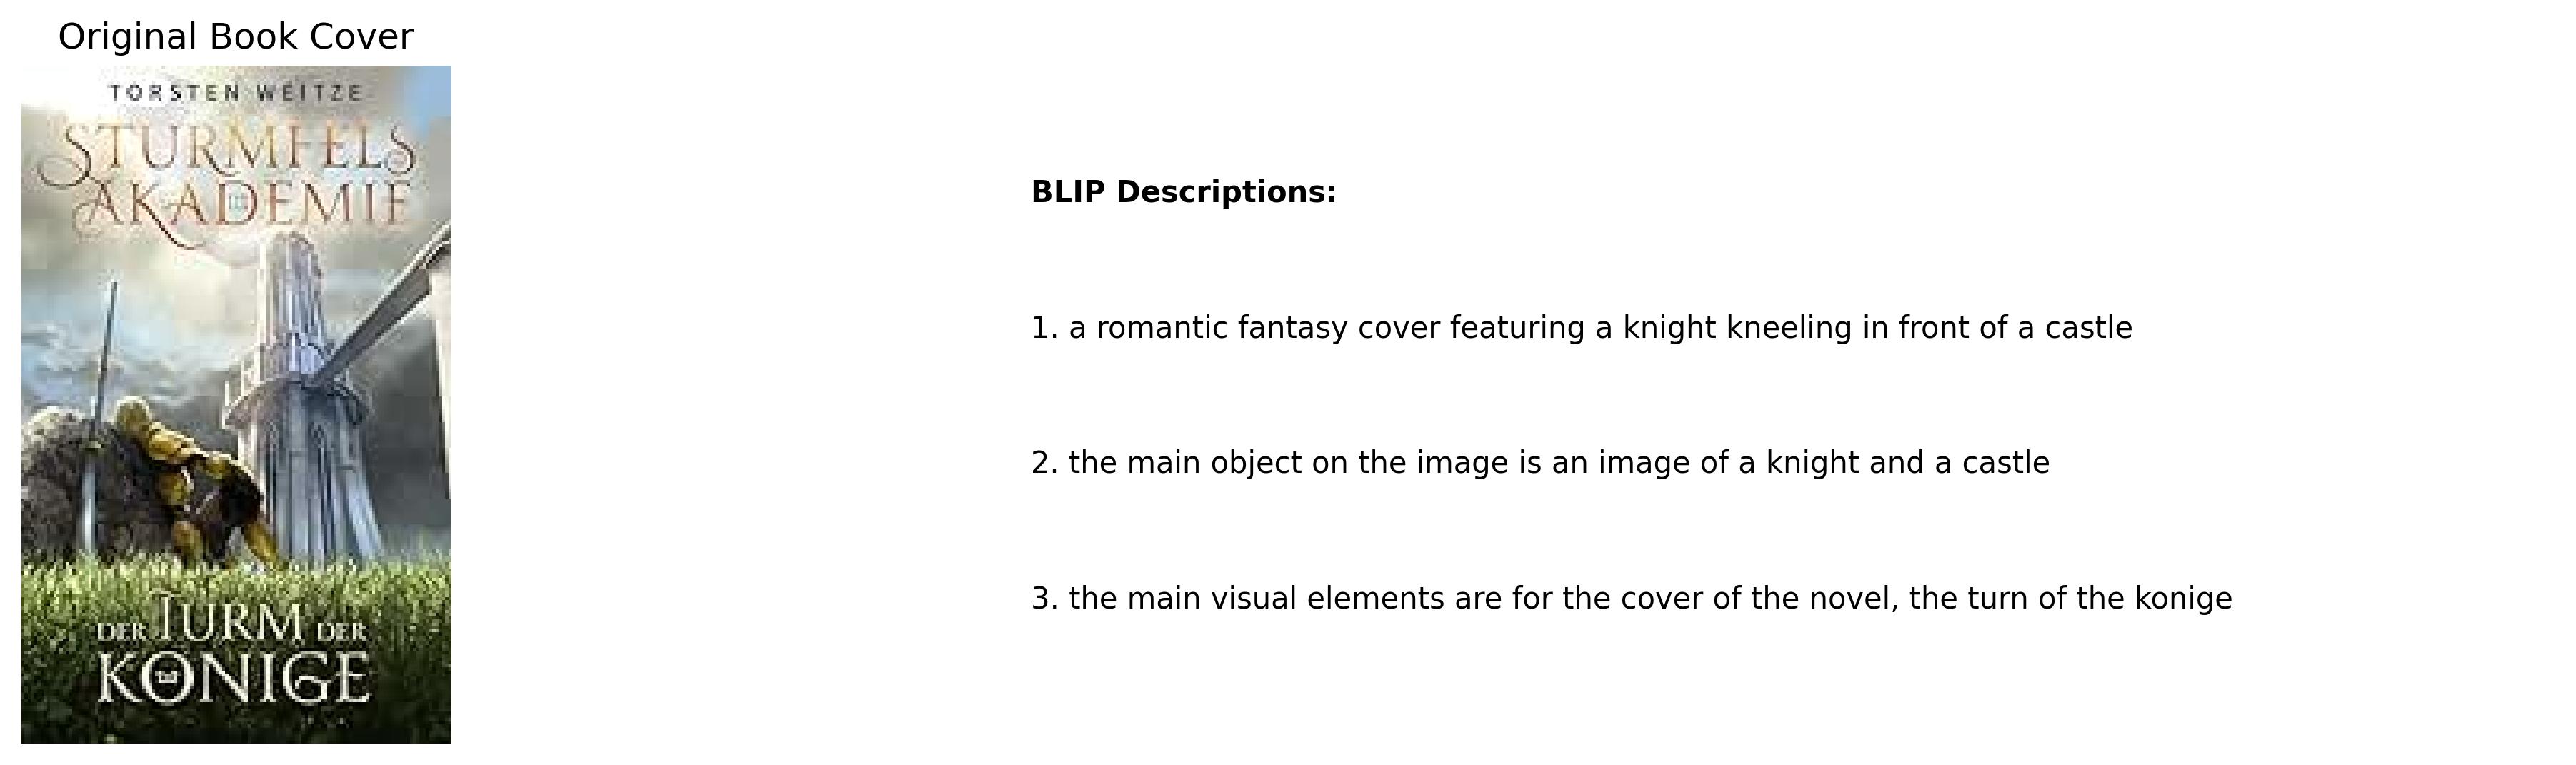 Original Book Cover
TORSTEN WEITZE
STURMFELS
AKADEMIE
DER TURM DER
KÖNIGE
BLIP Descriptions:
1. a romantic fantasy cover featuring a knight kneeling in front of a castle
2. the main object on the image is an image of a knight and a castle
3. the main visual elements are for the cover of the novel, the turn of the konige